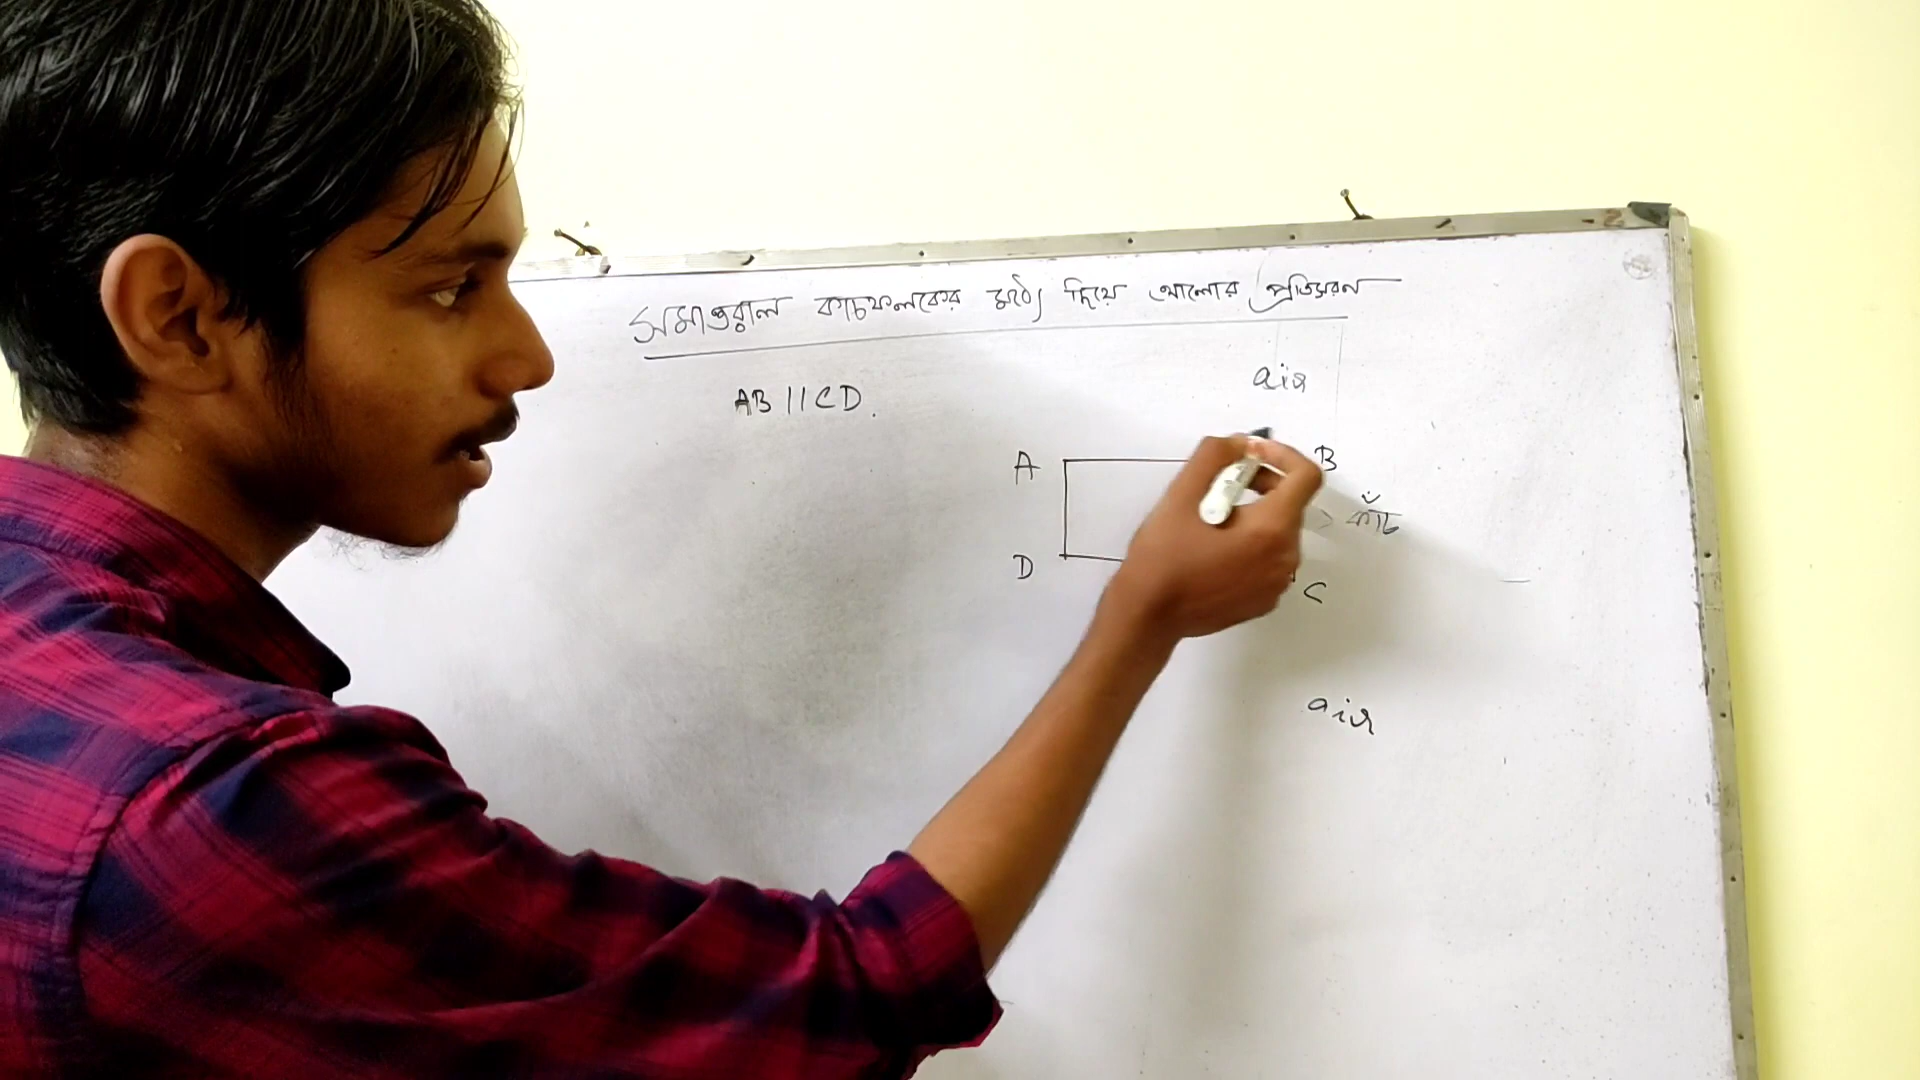 সমান্তরাল কাচফলকের মধ্যে দিয়ে আলোর প্রতিসরণ
AB || CD.
air
A
B
কাঁচ
D
C
air